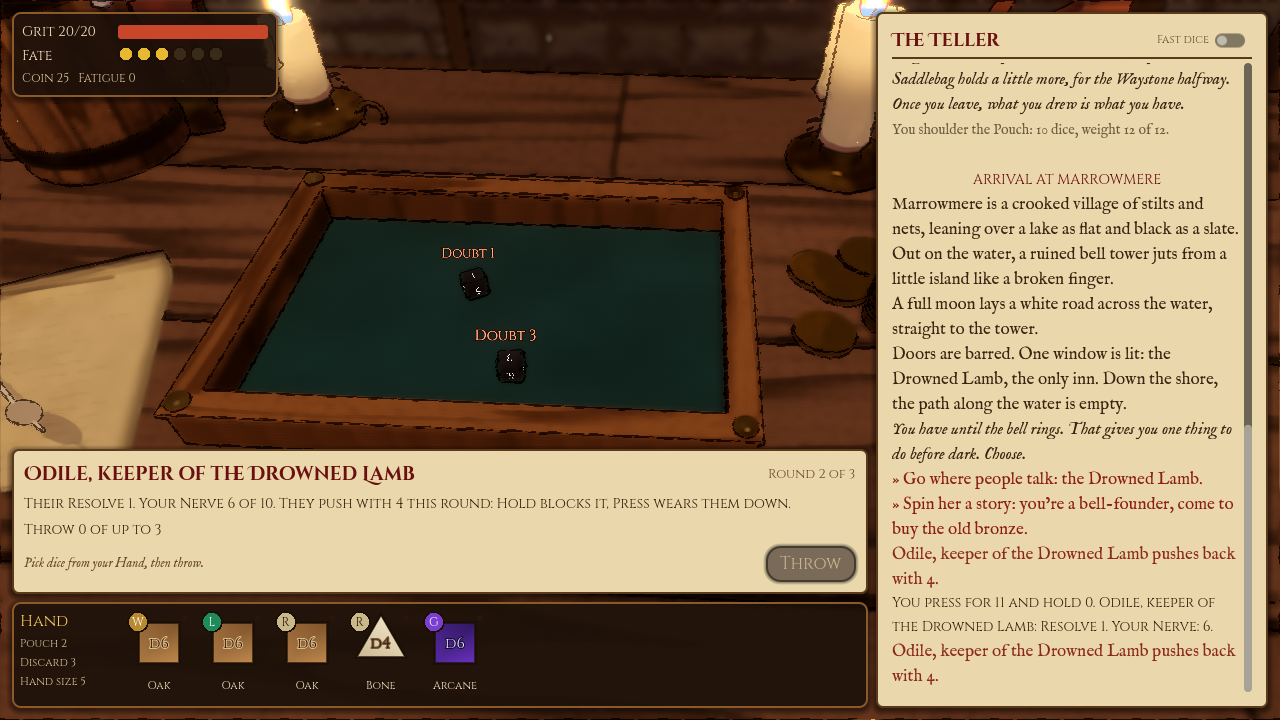 Grit 20/20
Fate
Coin 25 Fatigue 0
Doubt 1
Doubt 3
Odile, keeper of the Drowned Lamb
Round 2 of 3
Their Resolve 1. Your Nerve 6 of 10. They push with 4 this round: Hold blocks it, Press wears them down.
Throw 0 of up to 3
Pick dice from your Hand, then throw.
Throw
Hand
Pouch 2
Discard 3
Hand size 5
W
D6
Oak
L
D6
Oak
R
D6
Oak
R
D4
Bone
G
D6
Arcane
The Teller
Fast dice
Saddlebag holds a little more, for the Waystone halfway.
Once you leave, what you drew is what you have.
You shoulder the Pouch: 10 dice, weight 12 of 12.
Arrival at Marrowmere
Marrowmere is a crooked village of stilts and
nets, leaning over a lake as flat and black as a slate.
Out on the water, a ruined bell tower juts from a
little island like a broken finger.
A full moon lays a white road across the water,
straight to the tower.
Doors are barred. One window is lit: the
Drowned Lamb, the only inn. Down the shore,
the path along the water is empty.
You have until the bell rings. That gives you one thing to
do before dark. Choose.
» Go where people talk: the Drowned Lamb.
» Spin her a story: you're a bell-founder, come to
buy the old bronze.
Odile, keeper of the Drowned Lamb pushes back
with 4.
You press for 11 and hold 0. Odile, keeper of
the Drowned Lamb: Resolve 1. Your Nerve: 6.
Odile, keeper of the Drowned Lamb pushes back
with 4.